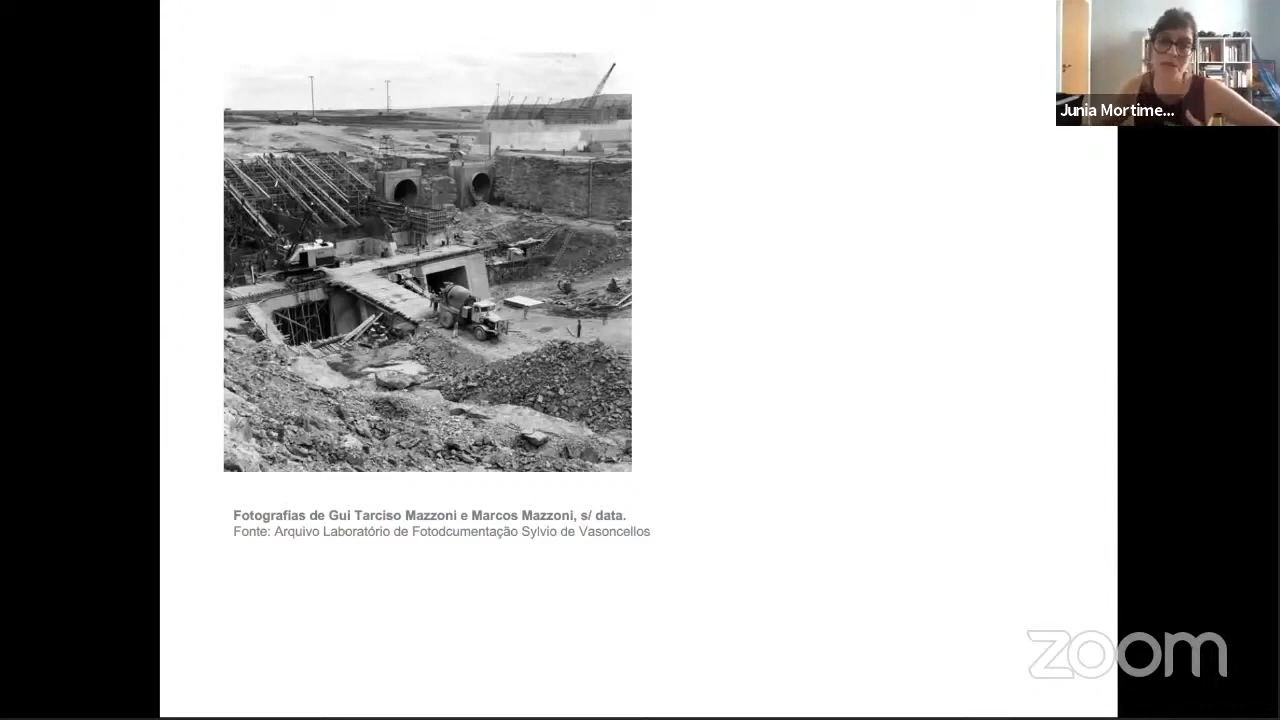 Junia Mortime...
Fotografias de Gui Tarciso Mazzoni e Marcos Mazzoni, s/ data.
Fonte: Arquivo Laboratório de Fotodcumentação Sylvio de Vasoncellos
zoom